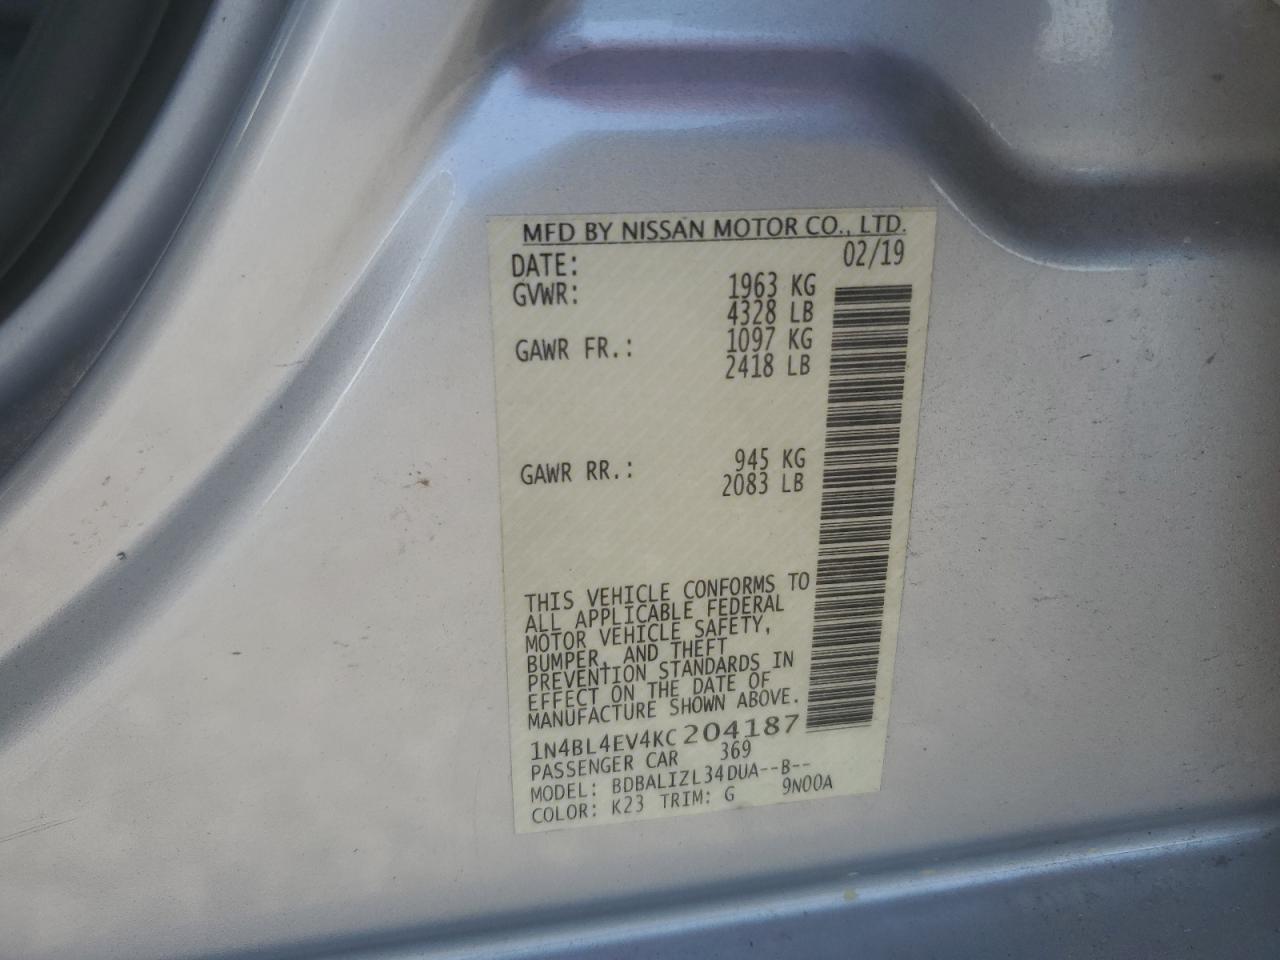 MFD BY NISSAN MOTOR CO., LTD.
DATE: 02/19
GVWR: 1963 KG
4328 LB
GAWR FR.: 1097 KG
2418 LB
GAWR RR.: 945 KG
2083 LB
THIS VEHICLE CONFORMS TO
ALL APPLICABLE FEDERAL
MOTOR VEHICLE SAFETY,
BUMPER, AND THEFT
PREVENTION STANDARDS IN
EFFECT ON THE DATE OF
MANUFACTURE SHOWN ABOVE.
1N4BL4EV4KC204187
PASSENGER CAR 369
MODEL: BDBALIZL34DUA--B--
COLOR: K23 TRIM: G 9N00A